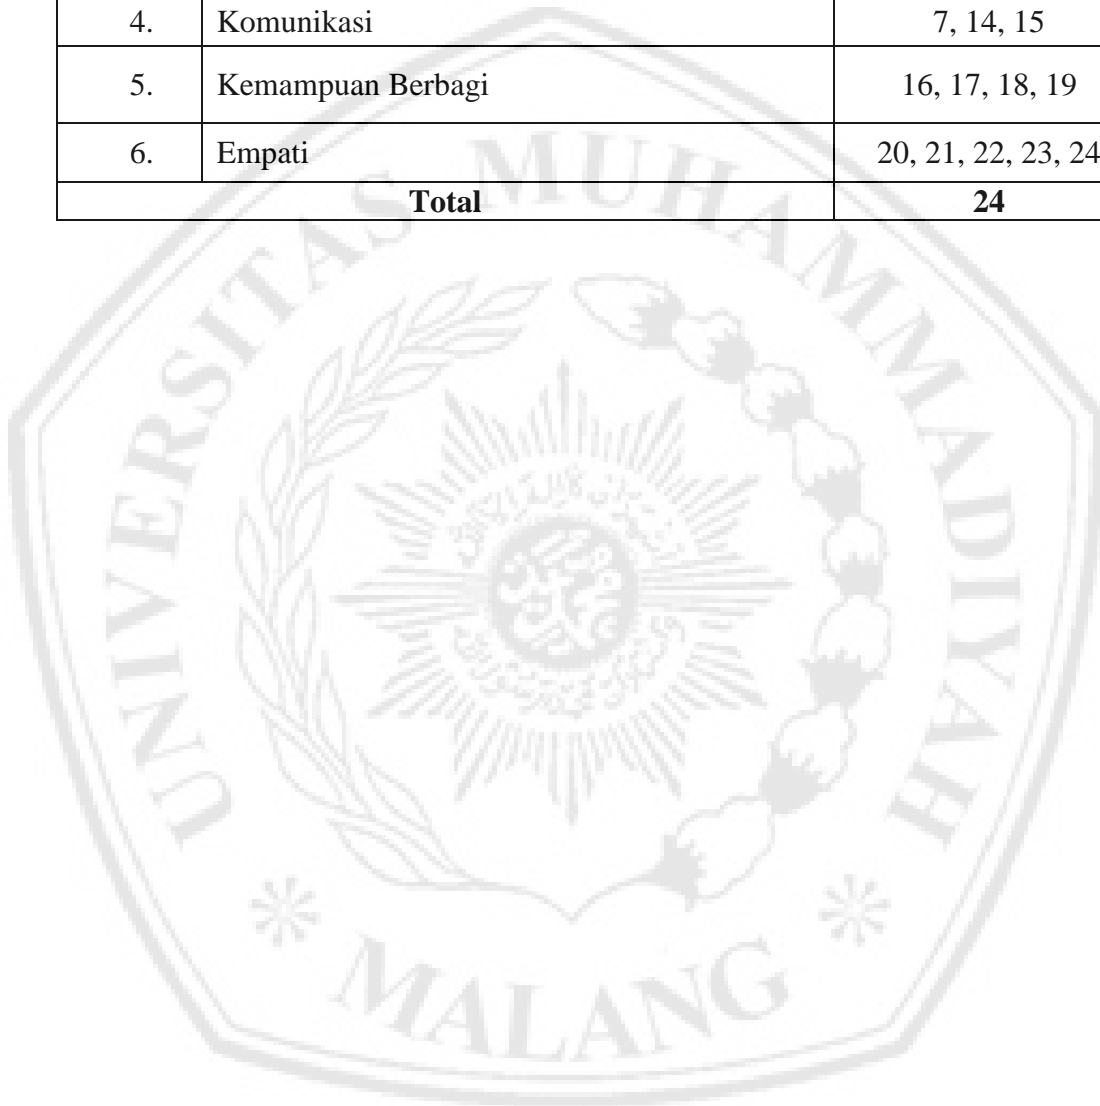 4. Komunikasi 7, 14, 15
5. Kemampuan Berbagi 16, 17, 18, 19
6. Empati 20, 21, 22, 23, 24
Total 24
UNIVERSITAS MUHAMMADIYAH
MALANG